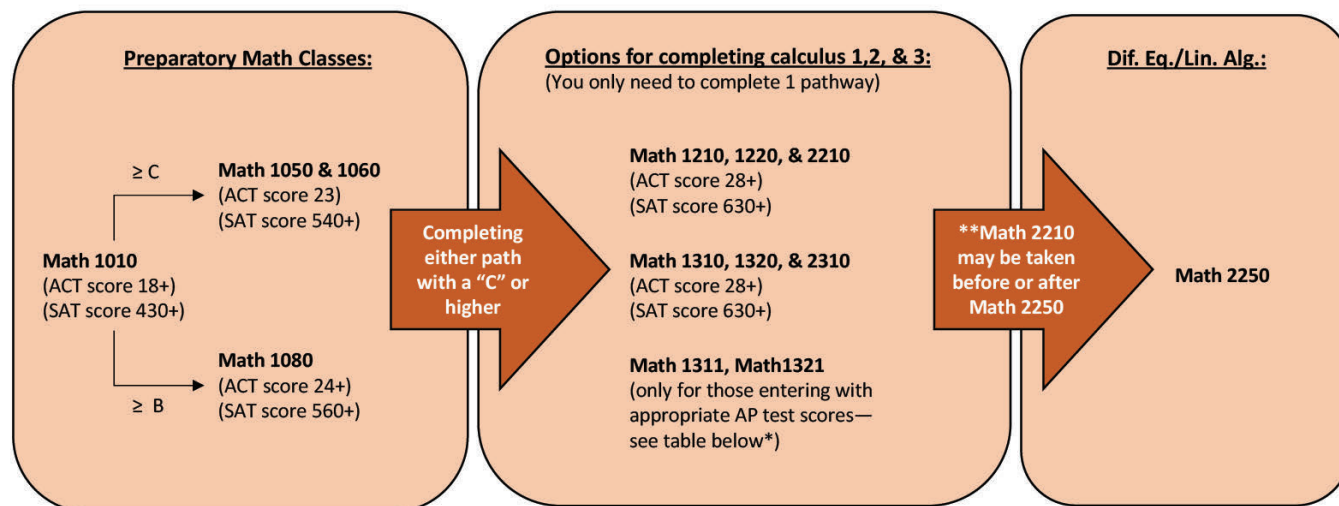 Preparatory Math Classes:
≥ C
Math 1050 & 1060
(ACT score 23)
(SAT score 540+)
Math 1010
(ACT score 18+)
(SAT score 430+)
Math 1080
(ACT score 24+)
(SAT score 560+)
≥ B
Completing
either path
with a “C” or
higher
Options for completing calculus 1,2, & 3:
(You only need to complete 1 pathway)
Math 1210, 1220, & 2210
(ACT score 28+)
(SAT score 630+)
Math 1310, 1320, & 2310
(ACT score 28+)
(SAT score 630+)
Math 1311, Math1321
(only for those entering with
appropriate AP test scores—
see table below*)
**Math 2210
may be taken
before or after
Math 2250
Dif. Eq./Lin. Alg.:
Math 2250